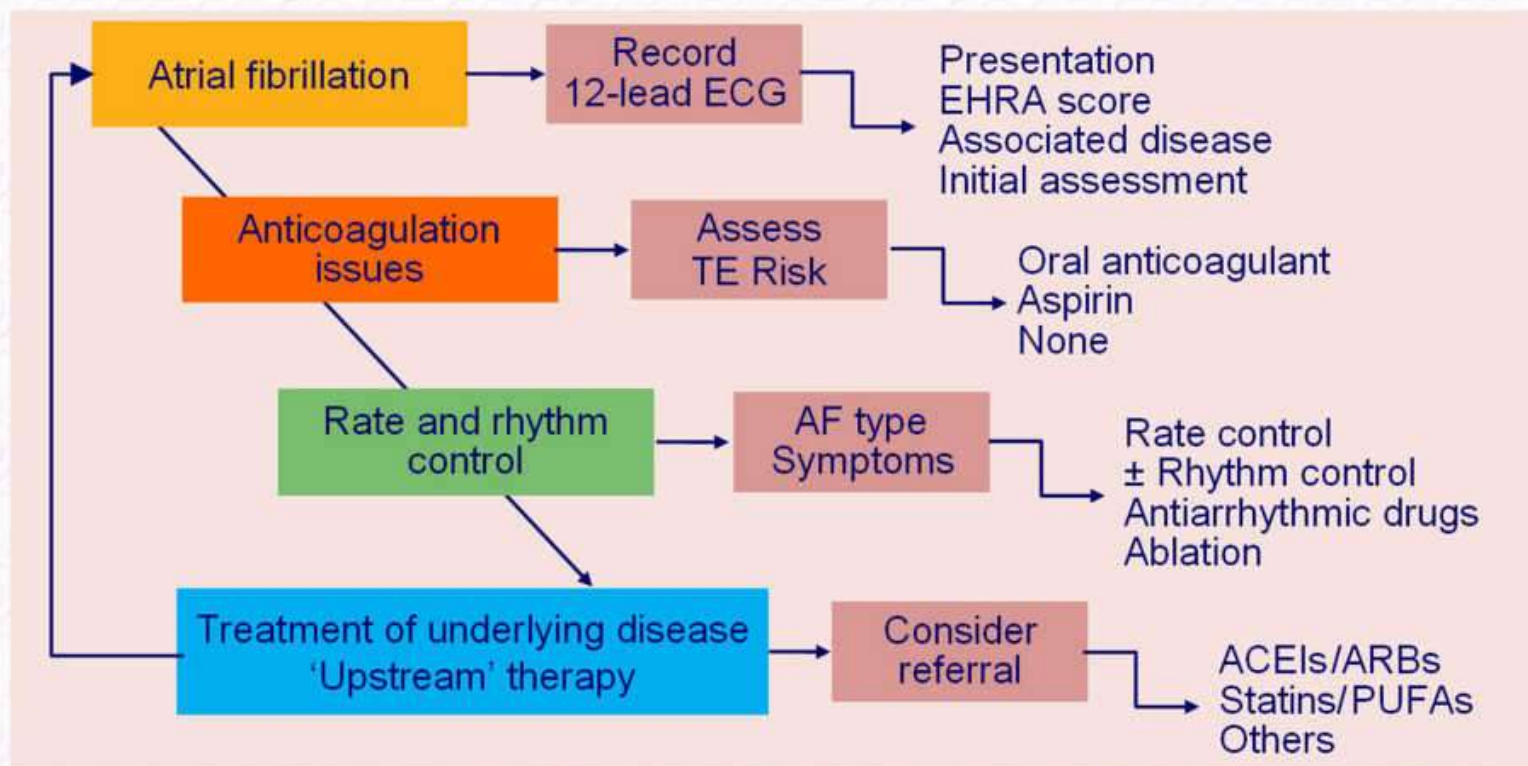 Atrial fibrillation
Record
12-lead ECG
Presentation
EHRA score
Associated disease
Initial assessment
Anticoagulation
issues
Assess
TE Risk
Oral anticoagulant
Aspirin
None
Rate and rhythm
control
AF type
Symptoms
Rate control
± Rhythm control
Antiarrhythmic drugs
Ablation
Treatment of underlying disease
‘Upstream’ therapy
Consider
referral
ACEIs/ARBs
Statins/PUFAs
Others